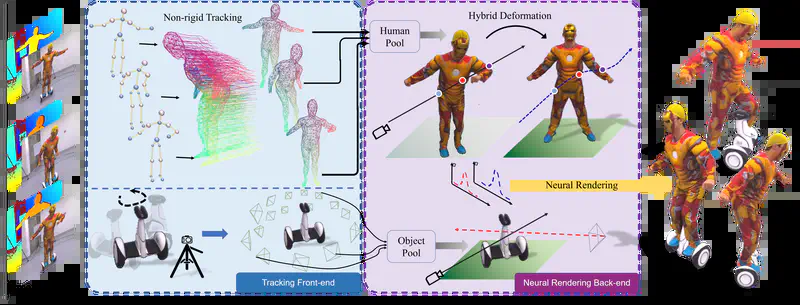 Non-rigid Tracking
Human
Pool
Hybrid Deformation
Neural Rendering
Object
Pool
Tracking Front-end
Neural Rendering Back-end